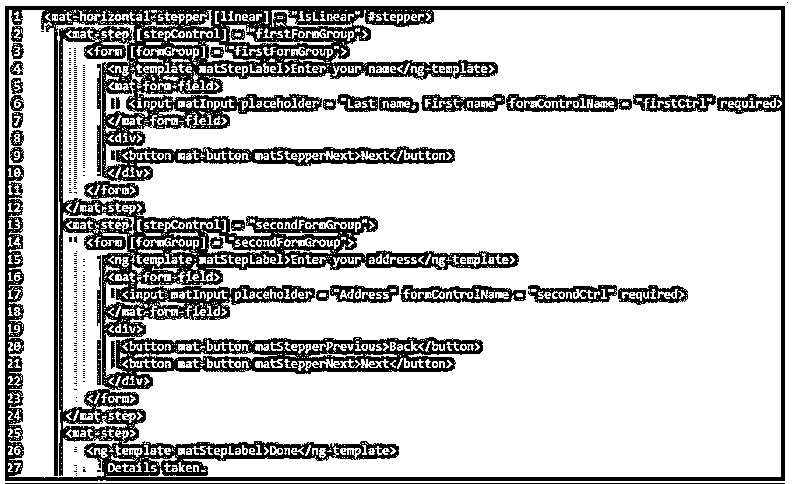 1 <mat-horizontal-stepper [linear] = "isLinear" #stepper>
2 <mat-step [stepControl] = "firstFormGroup">
3 <form [formGroup] = "firstFormGroup">
4 <ng-template matStepLabel>Enter your name</ng-template>
5 <mat-form-field>
6 <input matInput placeholder = "Last name, First name" formControlName = "firstCtrl" required>
7 </mat-form-field>
8 <div>
9 <button mat-button matStepperNext>Next</button>
10 </div>
11 </form>
12 </mat-step>
13 <mat-step [stepControl] = "secondFormGroup">
14 <form [formGroup] = "secondFormGroup">
15 <ng-template matStepLabel>Enter your address</ng-template>
16 <mat-form-field>
17 <input matInput placeholder = "Address" formControlName = "secondCtrl" required>
18 </mat-form-field>
19 <div>
20 <button mat-button matStepperPrevious>Back</button>
21 <button mat-button matStepperNext>Next</button>
22 </div>
23 </form>
24 </mat-step>
25 <mat-step>
26 <ng-template matStepLabel>Done</ng-template>
27 Details taken.